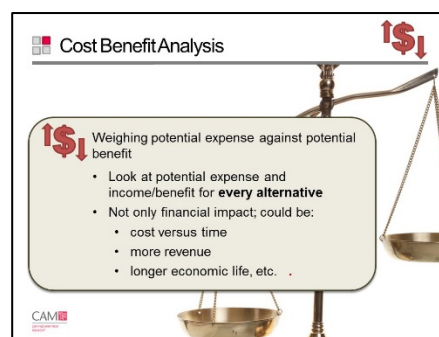 Cost Benefit Analysis
Weighing potential expense against potential
benefit
• Look at potential expense and
income/benefit for every alternative
• Not only financial impact; could be:
• cost versus time
• more revenue
• longer economic life, etc. .
CAM